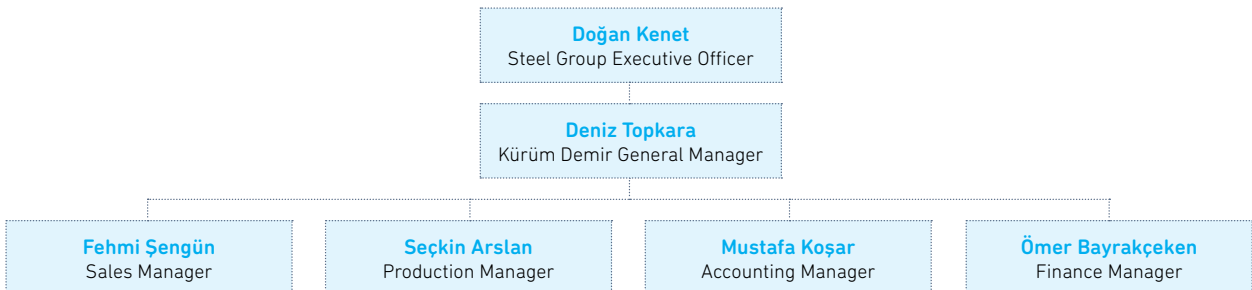 Doğan Kenet
Steel Group Executive Officer
Deniz Topkara
Kürüm Demir General Manager
Fehmi Şengün
Sales Manager
Seçkin Arslan
Production Manager
Mustafa Koşar
Accounting Manager
Ömer Bayrakçeken
Finance Manager